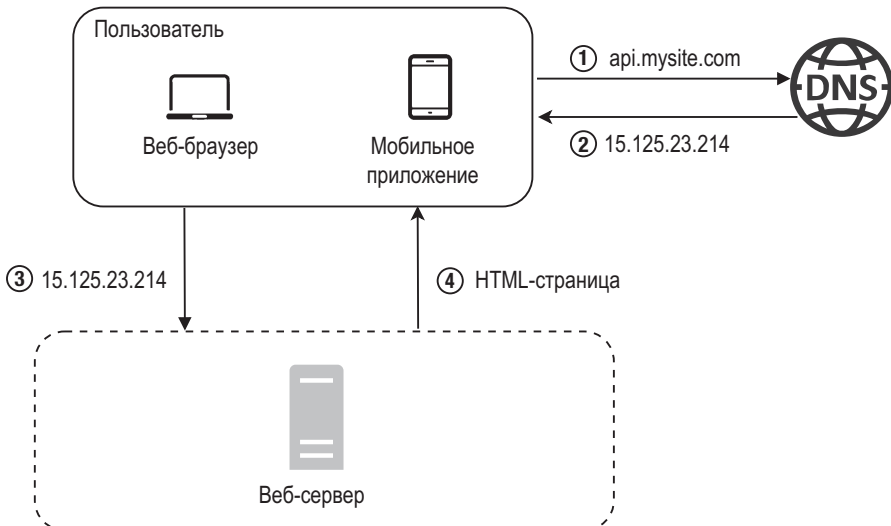 Пользователь
Веб-браузер
Мобильное
приложение
1 api.mysite.com
DNS
2 15.125.23.214
3 15.125.23.214
4 HTML-страница
Веб-сервер